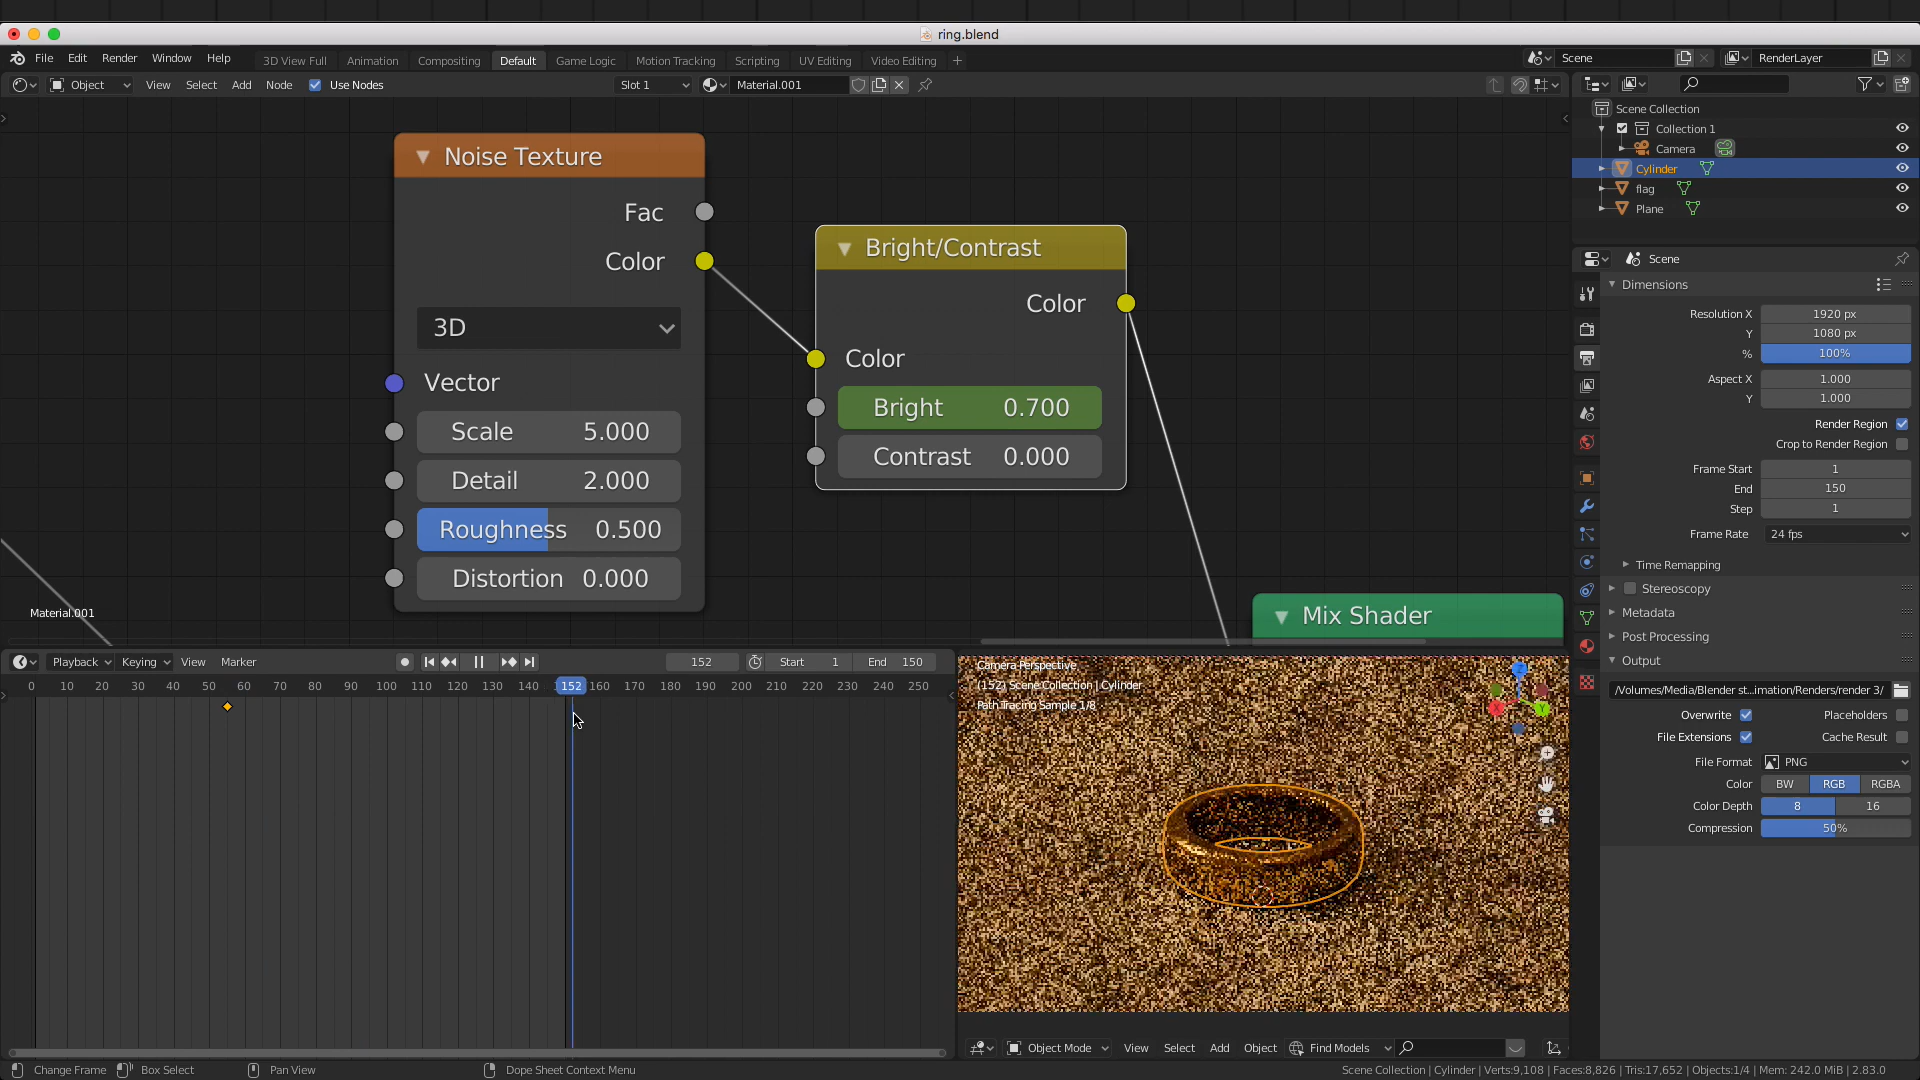 ring.blend
File Edit Render Window Help 3D View Full Animation Compositing Default Game Logic Motion Tracking Scripting UV Editing Video Editing + Scene RenderLayer
Object View Select Add Node Use Nodes Slot 1 Material.001
Scene Collection
Collection 1
Camera
Cylinder
flag
Plane
Noise Texture
Fac
Color
3D
Vector
Scale 5.000
Detail 2.000
Roughness 0.500
Distortion 0.000
Bright/Contrast
Color
Color
Bright 0.700
Contrast 0.000
Mix Shader
Material.001
Scene
Dimensions
Resolution X 1920 px
Y 1080 px
% 100%
Aspect X 1.000
Y 1.000
Render Region
Crop to Render Region
Frame Start 1
End 150
Step 1
Frame Rate 24 fps
Time Remapping
Stereoscopy
Metadata
Post Processing
Output
/Volumes/Media/Blender st...imation/Renders/render 3/
Overwrite Placeholders
File Extensions Cache Result
File Format PNG
Color BW RGB RGBA
Color Depth 8 16
Compression 50%
Playback Keying View Marker 152 Start 1 End 150
0 10 20 30 40 50 60 70 80 90 100 110 120 130 140 152 160 170 180 190 200 210 220 230 240 250
Camera Perspective
(152) Scene Collection | Cylinder
Path Tracing Sample 1/8
X Y Z
Object Mode View Select Add Object Find Models
Change Frame Box Select Pan View Dope Sheet Context Menu Scene Collection | Cylinder | Verts:9,108 | Faces:8,826 | Tris:17,652 | Objects:1/4 | Mem: 242.0 MiB | 2.83.0